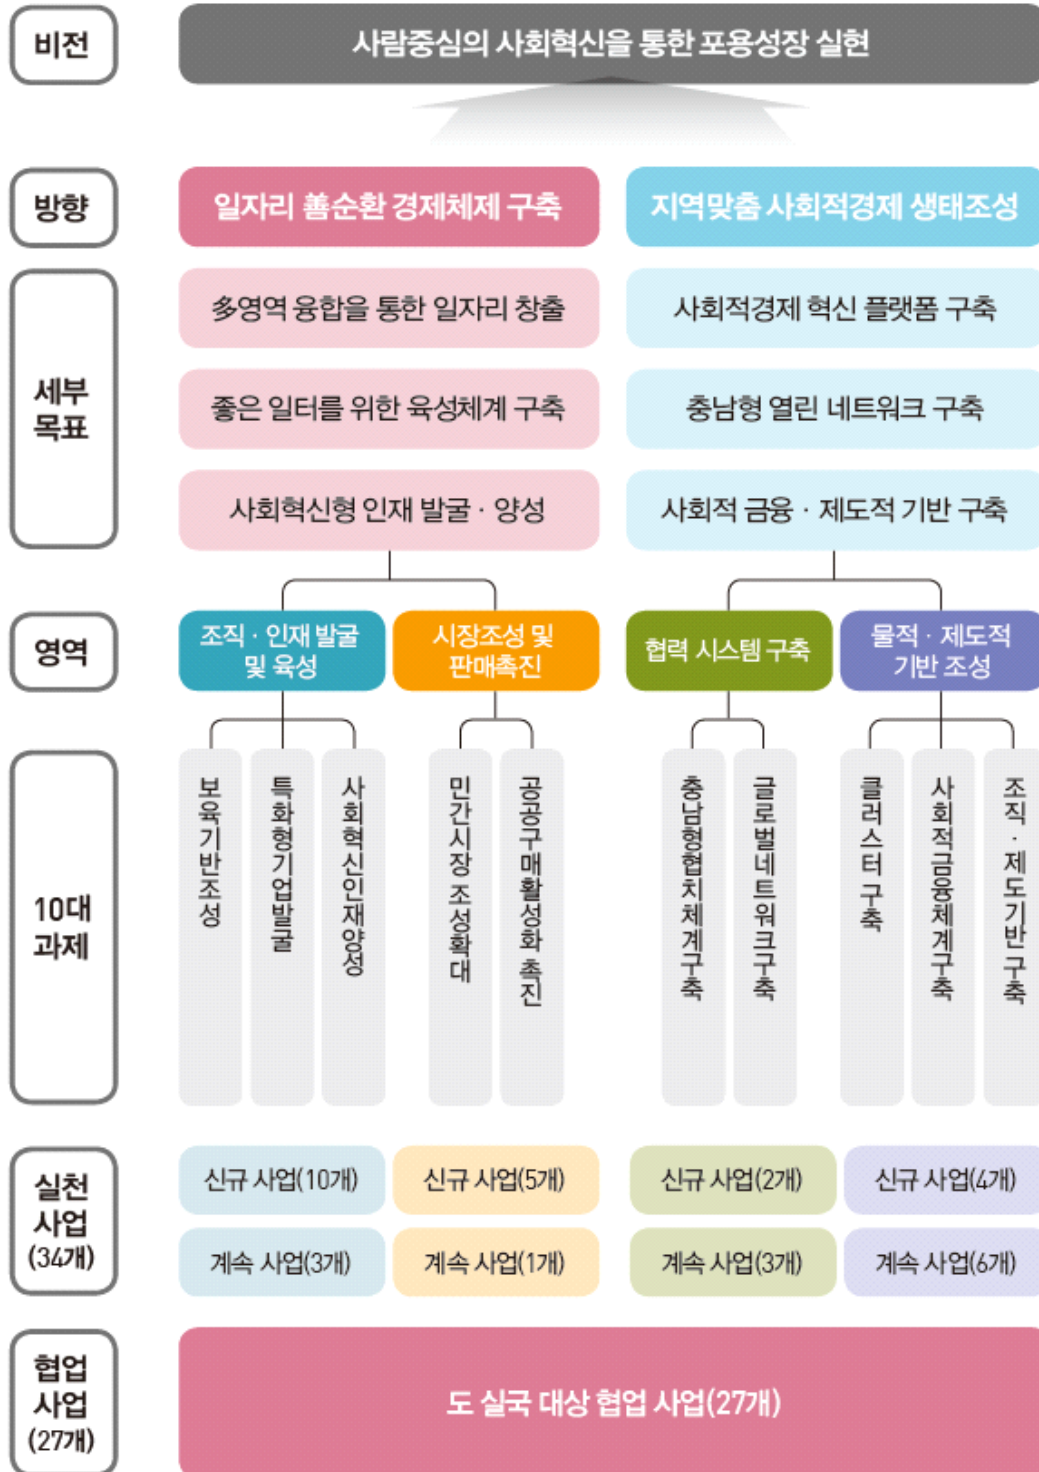 비전
사람중심의 사회혁신을 통한 포용성장 실현
방향
일자리 善순환 경제체제 구축
지역맞춤 사회적경제 생태조성
세부
목표
多영역 융합을 통한 일자리 창출
사회적경제 혁신 플랫폼 구축
좋은 일터를 위한 육성체계 구축
충남형 열린 네트워크 구축
사회혁신형 인재 발굴 · 양성
사회적 금융 · 제도적 기반 구축
영역
조직 · 인재 발굴
및 육성
시장조성 및
판매촉진
협력 시스템 구축
물적 · 제도적
기반 조성
10대
과제
보육기반조성
특화형기업발굴
사회혁신인재양성
민간시장 조성확대
공공구매활성화 촉진
충남형협치체계구축
글로벌네트워크구축
클러스터 구축
사회적금융체계구축
조직 · 제도기반 구축
실천
사업
(34개)
신규 사업(10개)
신규 사업(5개)
신규 사업(2개)
신규 사업(4개)
계속 사업(3개)
계속 사업(1개)
계속 사업(3개)
계속 사업(6개)
협업
사업
(27개)
도 실국 대상 협업 사업(27개)